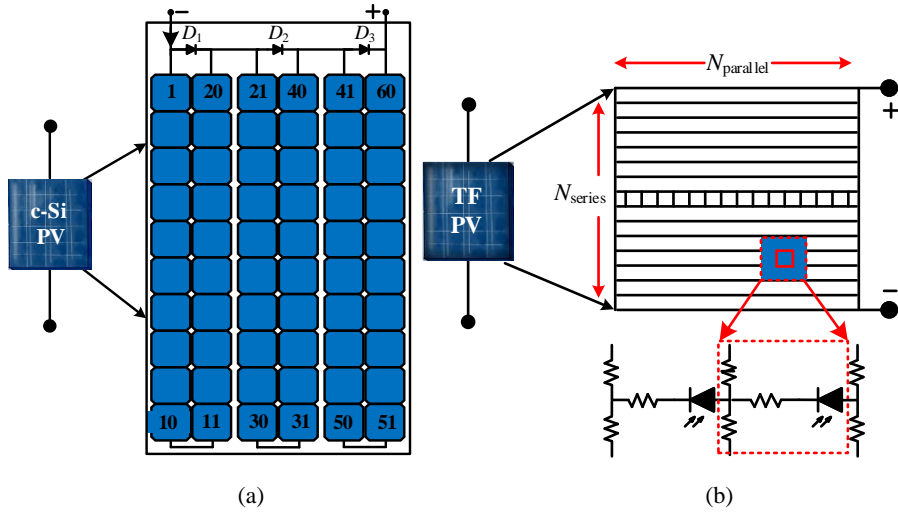 − +
D1 D2 D3
1 20 21 40 41 60
c-Si
PV
10 11 30 31 50 51
(a)
Nparallel
+
Nseries
TF
PV
−
(b)